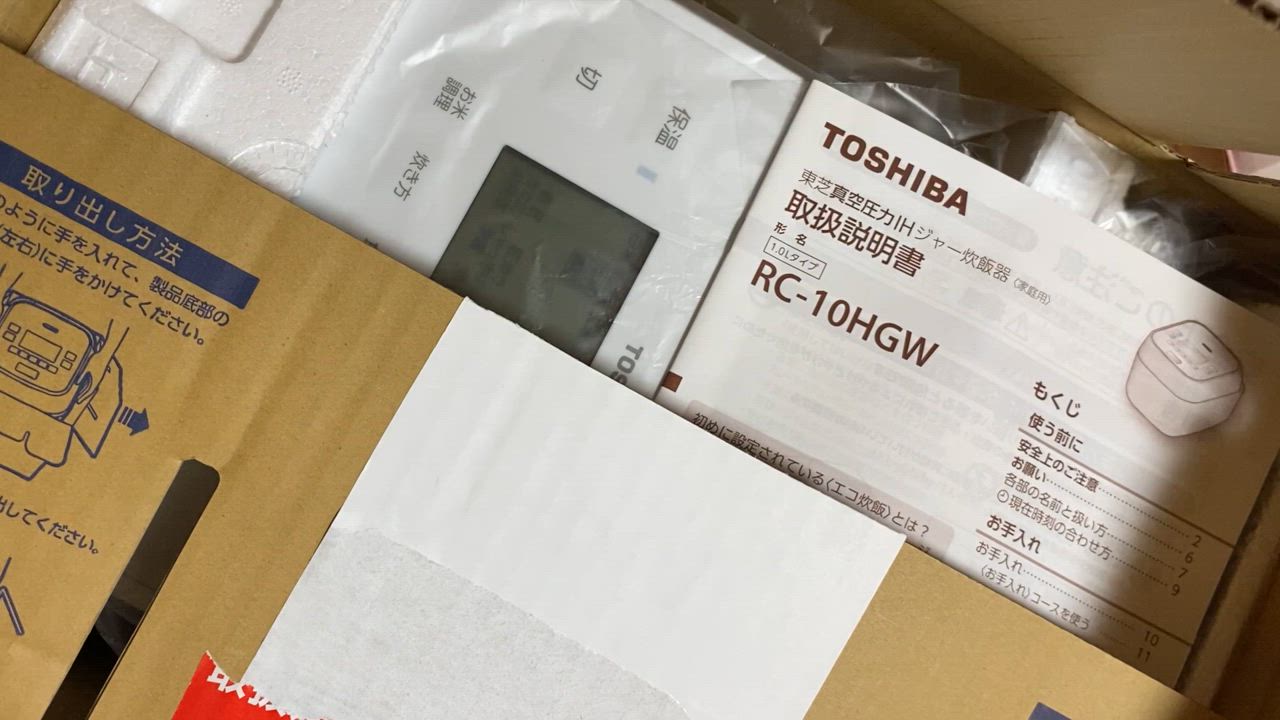 取り出し方法
のように手を入れて、製品底部の
(左右)に手をかけてください。
出してください。
切
保温
お米
調理
炊き方
TOS
TOSHIBA
東芝真空圧力IHジャー炊飯器〈家庭用〉
取扱説明書
形名
1.0Lタイプ
RC-10HGW
初めに設定されている〈エコ炊飯〉とは？
もくじ
使う前に
安全上のご注意
お願い 2
各部の名前と扱い方 6
現在時刻の合わせ方 7
9
お手入れ
お手入れ 10
〈お手入れ〉コースを使う 11
取扱